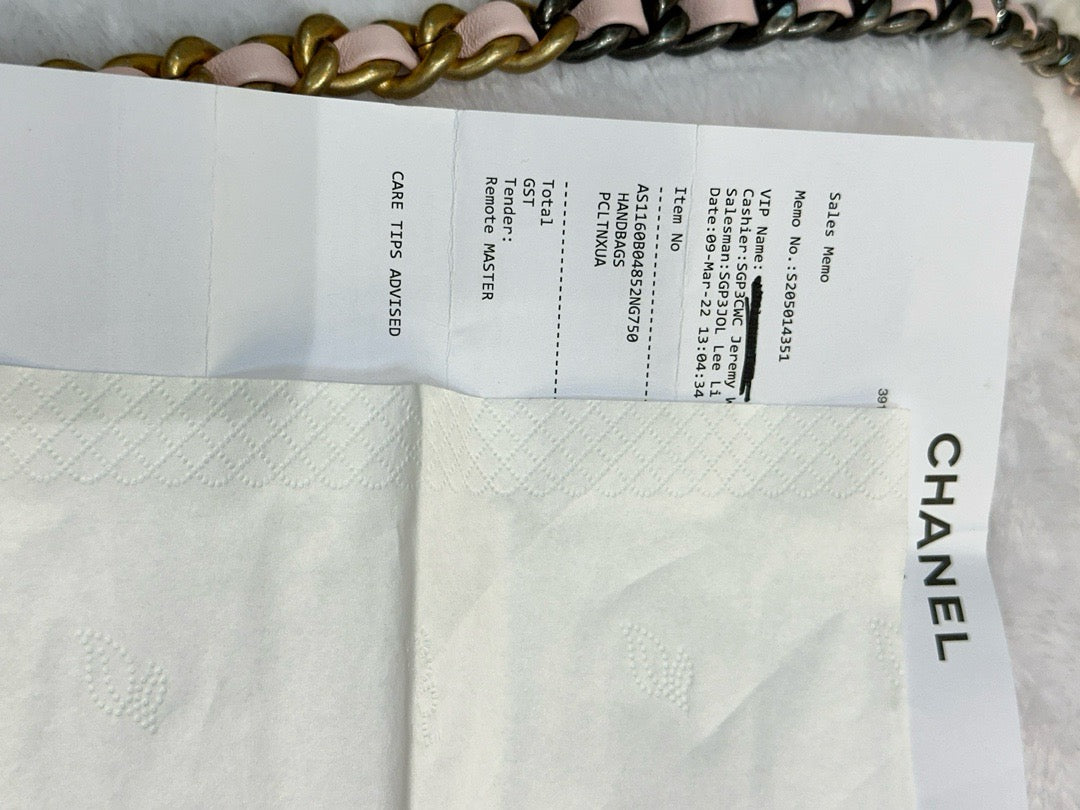 CHANEL
391
Sales Memo
Memo No.:S205014351
VIP Name:
Cashier:SGP3CWC Jeremy
Salesman:SGP3JOL Lee Li
Date:09-Mar-22 13:04:34
Item No
AS1160B04852NG750
HANDBAGS
PCLTNXUA
Total
GST
Tender:
Remote MASTER
CARE TIPS ADVISED